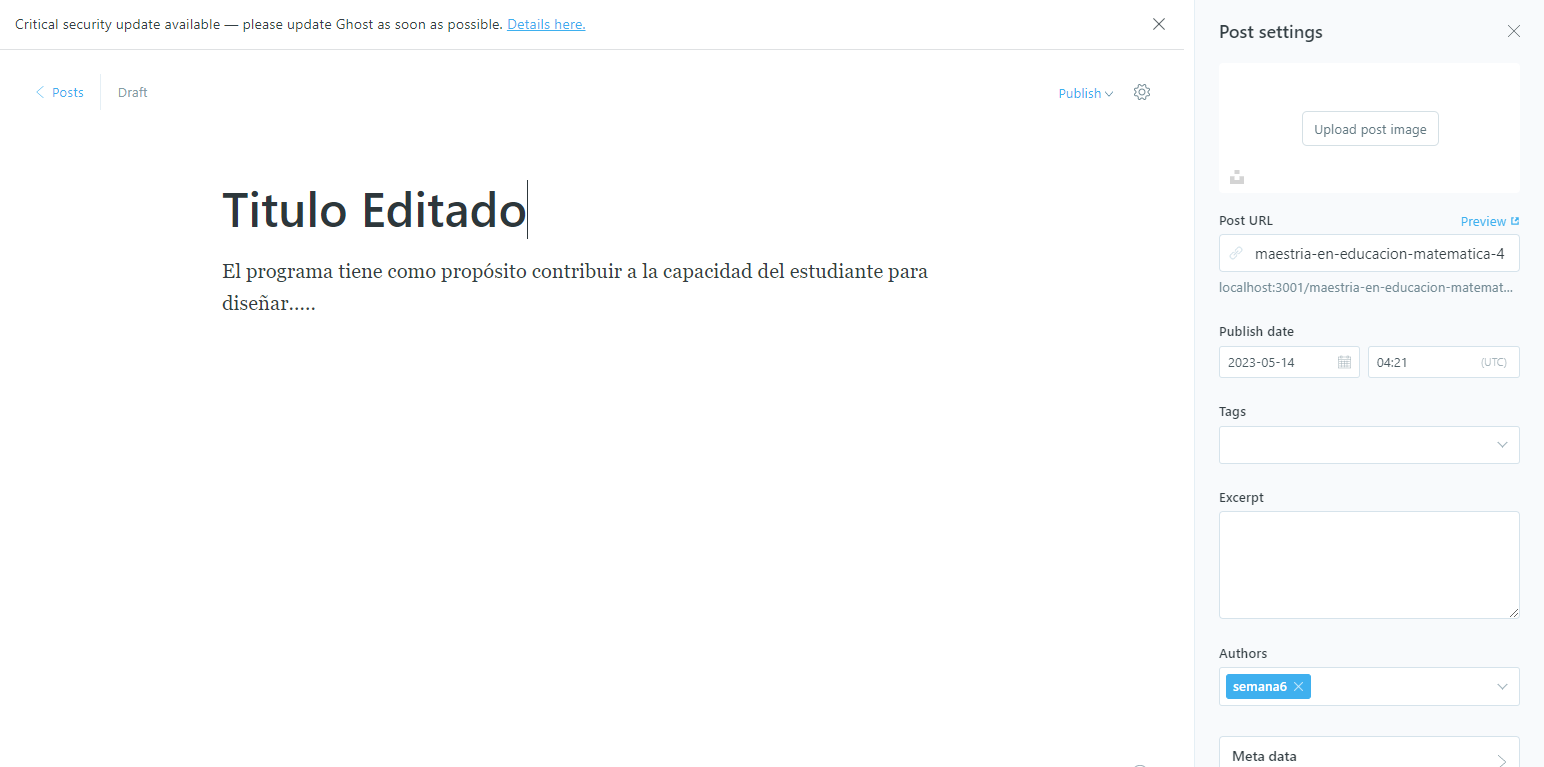 Critical security update available — please update Ghost as soon as possible. Details here.
Posts
Draft
Publish
Titulo Editado
El programa tiene como propósito contribuir a la capacidad del estudiante para
diseñar.....
Post settings
Upload post image
Post URL
Preview
maestria-en-educacion-matematica-4
localhost:3001/maestria-en-educacion-matemat...
Publish date
2023-05-14
04:21
(UTC)
Tags
Excerpt
Authors
semana6
Meta data